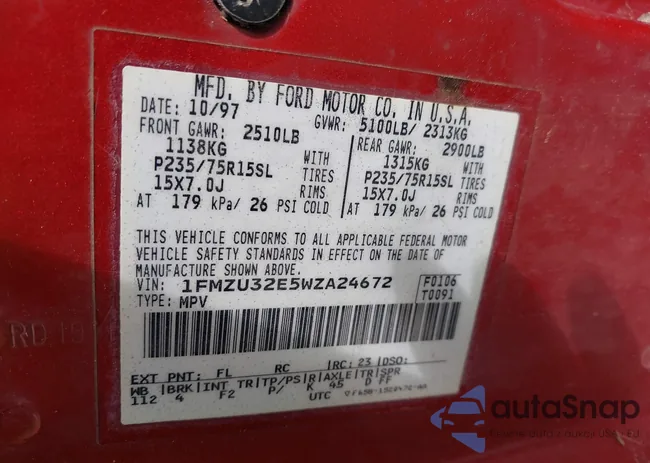 MFD. BY FORD MOTOR CO. IN U.S.A.
DATE: 10/97 GVWR: 5100LB/ 2313KG
FRONT GAWR: 2510LB REAR GAWR: 2900LB
1138KG WITH 1315KG WITH
P235/75R15SL TIRES P235/75R15SL TIRES
15X7.0J RIMS 15X7.0J RIMS
AT 179 kPa/ 26 PSI COLD AT 179 kPa/ 26 PSI COLD
THIS VEHICLE CONFORMS TO ALL APPLICABLE FEDERAL MOTOR
VEHICLE SAFETY STANDARDS IN EFFECT ON THE DATE OF
MANUFACTURE SHOWN ABOVE.
VIN: 1FMZU32E5WZA24672 F0106
TYPE: MPV T0091
RD 15
EXT PNT: FL RC: 23 DSO:
WB BRK INT TR TP/PS R AXLE TR SPR
112 4 F2 P/ K 45 D FF
UTC
autoSnap